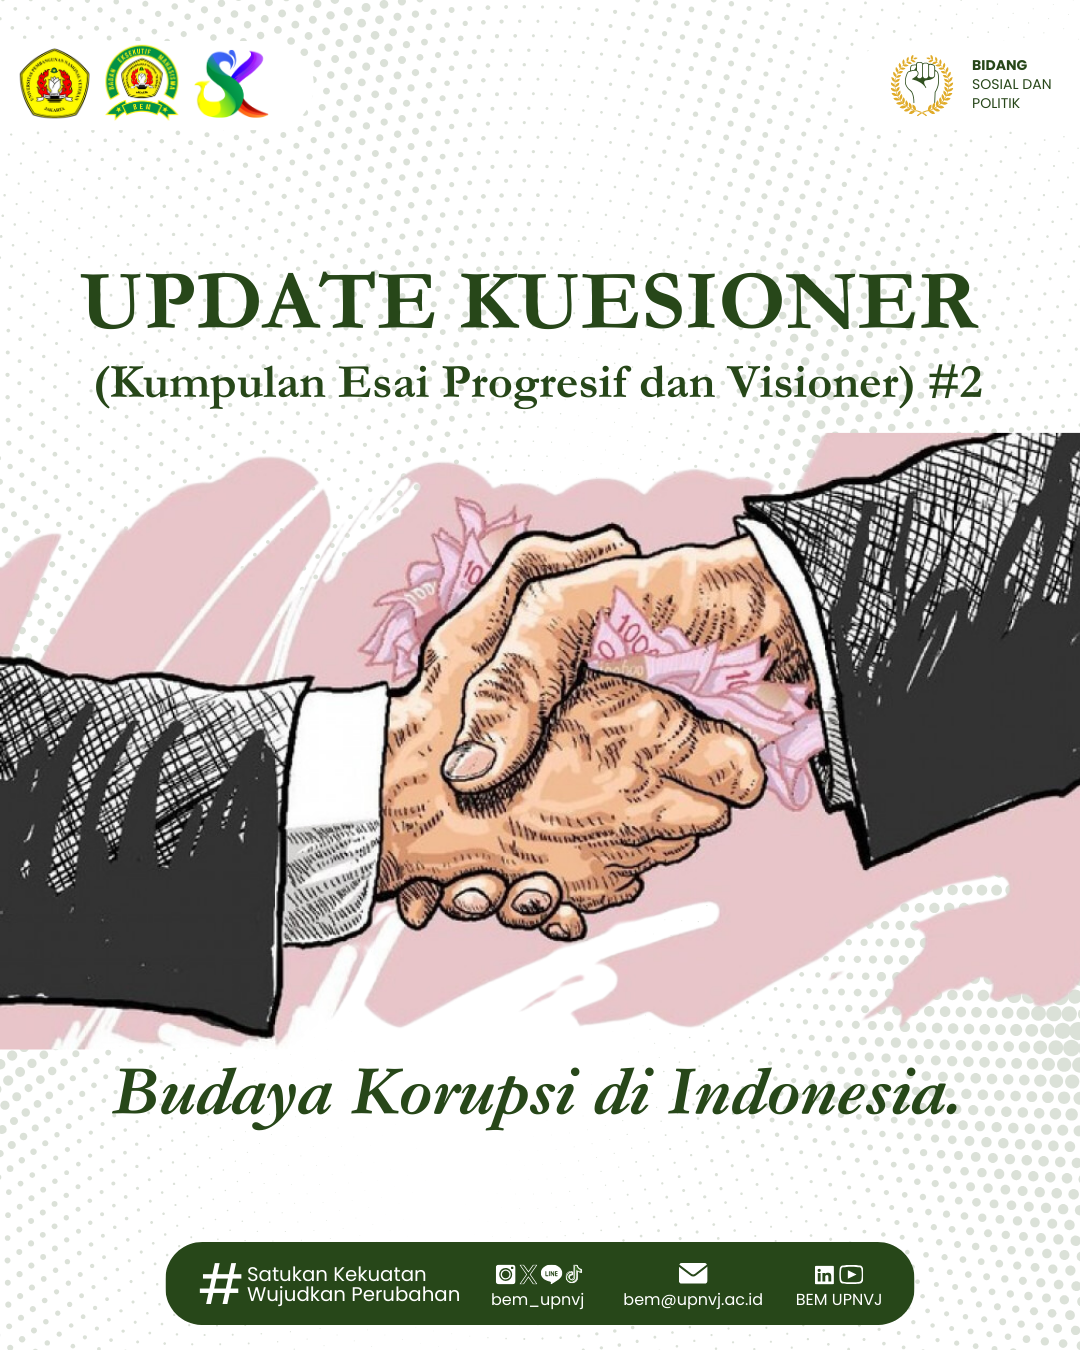 BIDANG
SOSIAL DAN
POLITIK
UPDATE KUESIONER
(Kumpulan Esai Progresif dan Visioner) #2
Budaya Korupsi di Indonesia.
# Satukan Kekuatan
Wujudkan Perubahan
bem_upnvj
bem@upnvj.ac.id
BEM UPNVJ